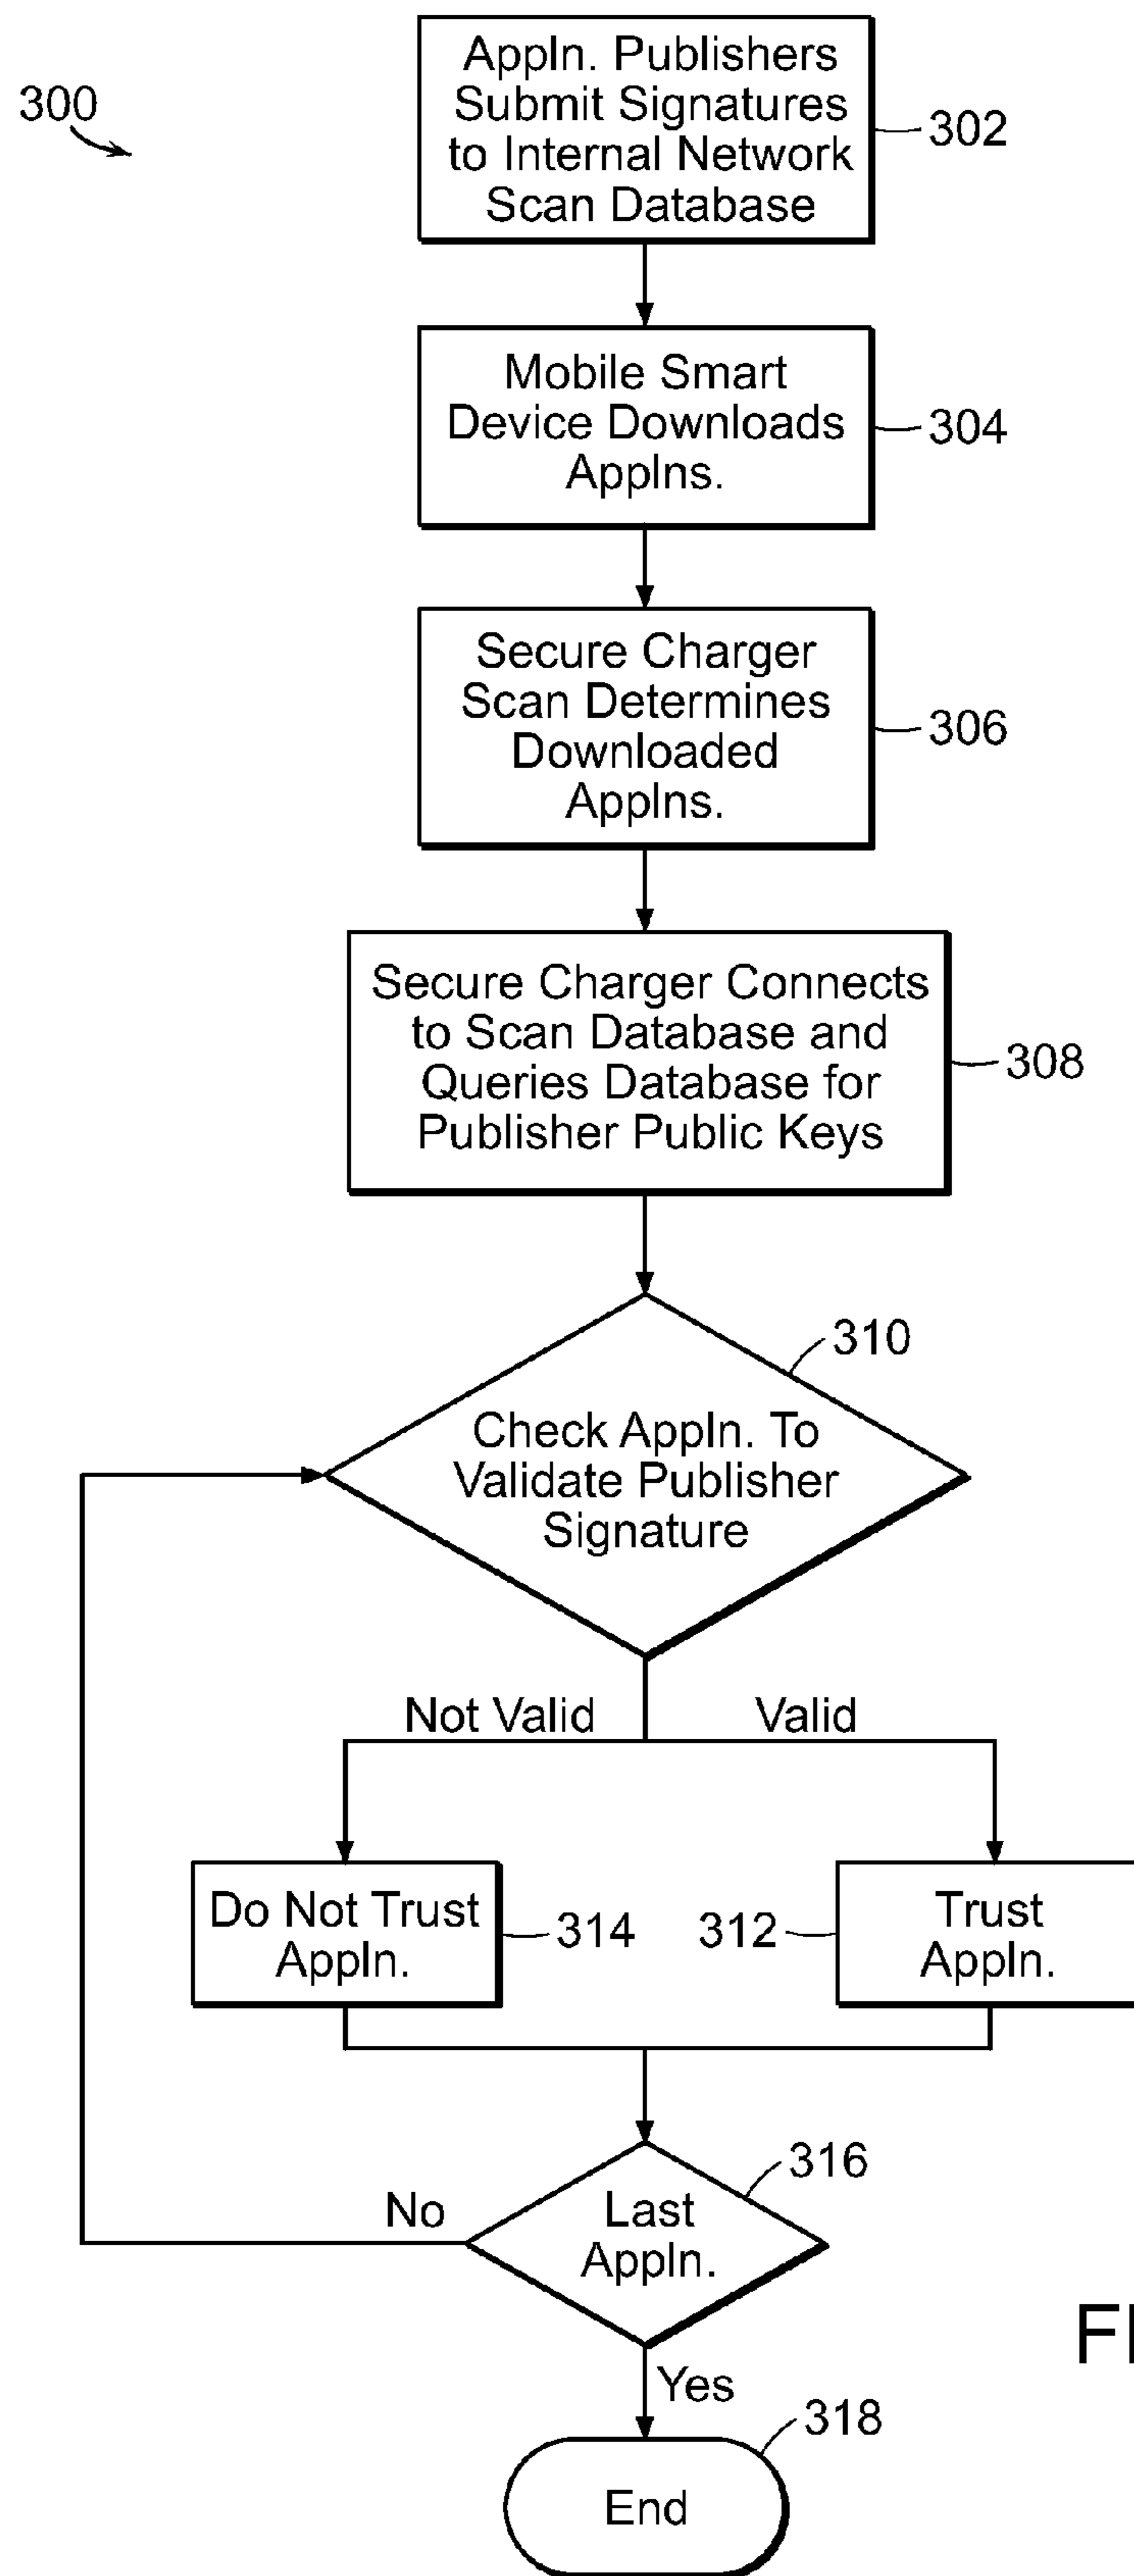 300
Appln. Publishers
Submit Signatures
to Internal Network
Scan Database
302
Mobile Smart
Device Downloads
Applns.
304
Secure Charger
Scan Determines
Downloaded
Applns.
306
Secure Charger Connects
to Scan Database and
Queries Database for
Publisher Public Keys
308
310
Check Appln. To
Validate Publisher
Signature
Not Valid
Valid
Do Not Trust
Appln.
314
312
Trust
Appln.
316
No
Last
Appln.
Yes
318
End